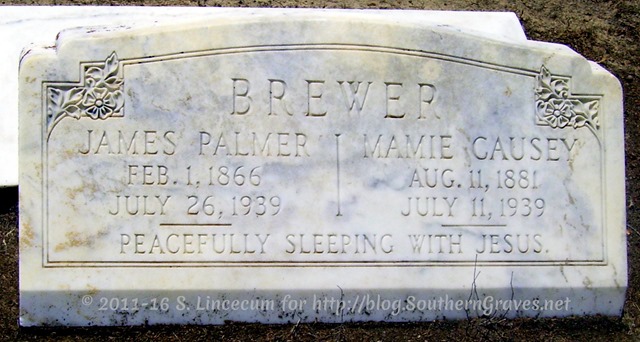 BREWER
JAMES PALMER
FEB. 1, 1866
JULY 26, 1939
MAMIE CAUSEY
AUG. 11, 1881
JULY 11, 1939
PEACEFULLY SLEEPING WITH JESUS.
© 2011-16 S. Lincecum for http://blog.SouthernGraves.net